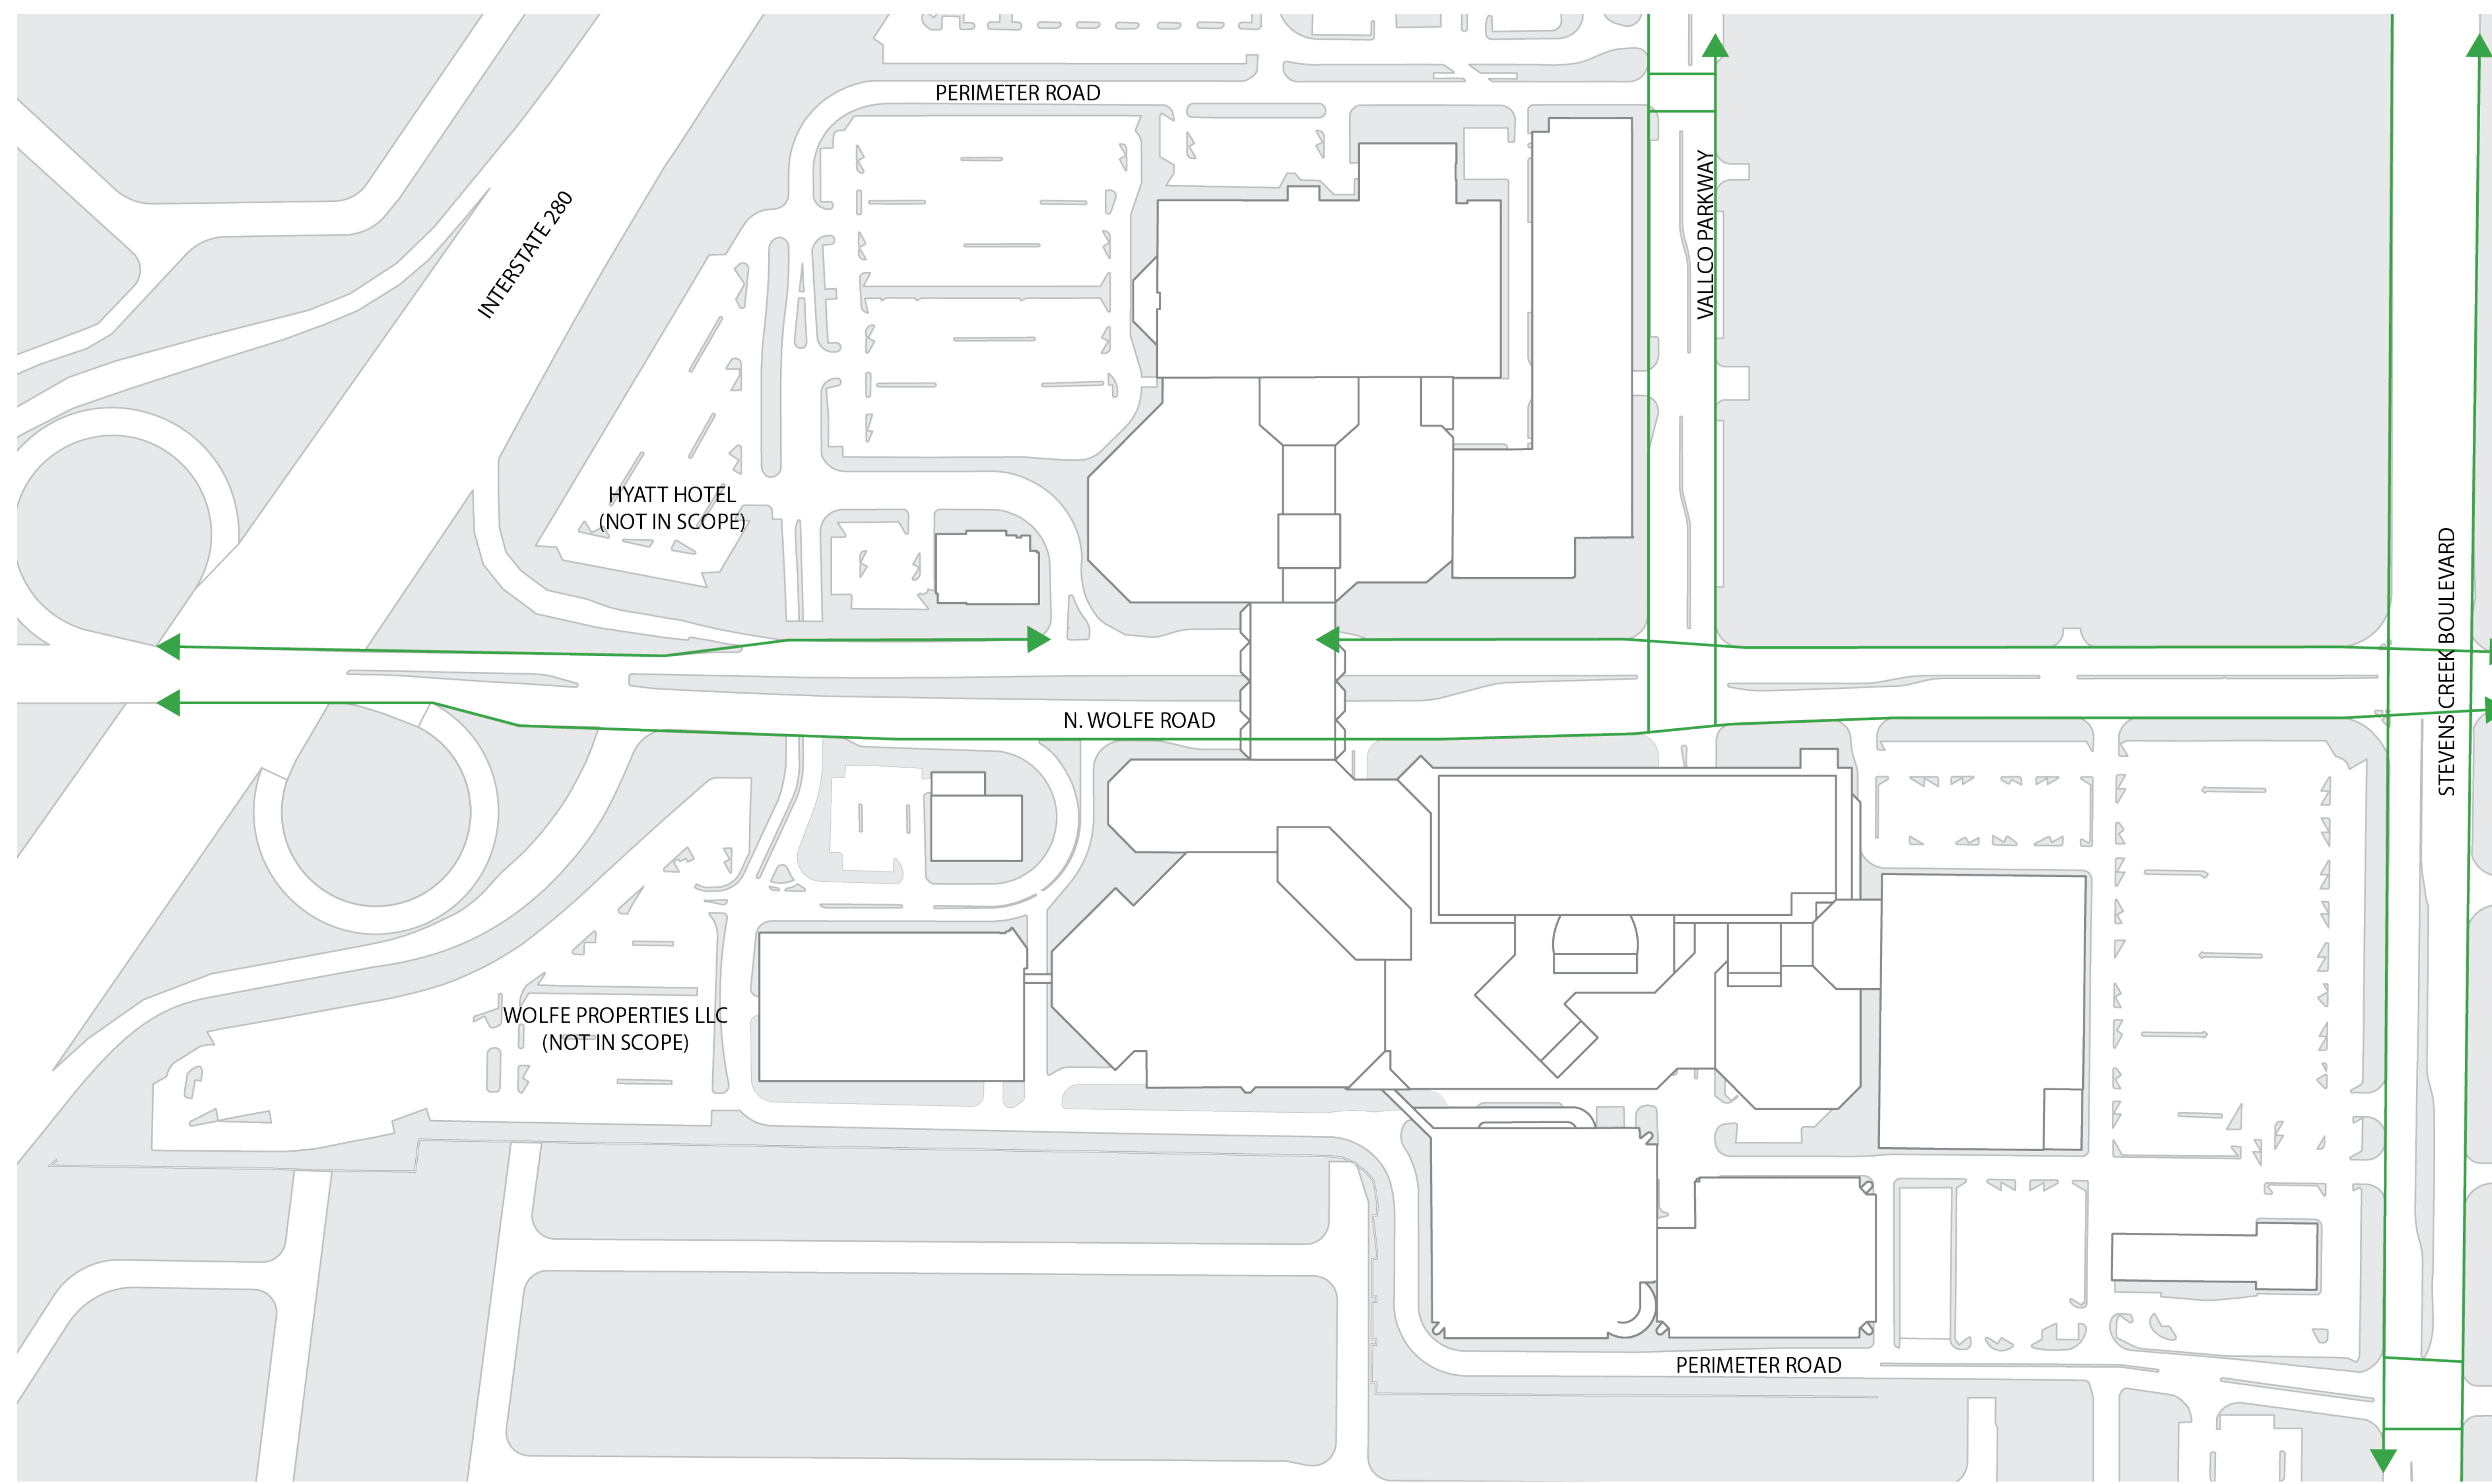 PERIMETER ROAD
INTERSTATE 280
VALLCO PARKWAY
HYATT HOTEL
(NOT IN SCOPE)
STEVENS CREEK BOULEVARD
N. WOLFE ROAD
WOLFE PROPERTIES LLC
(NOT IN SCOPE)
PERIMETER ROAD